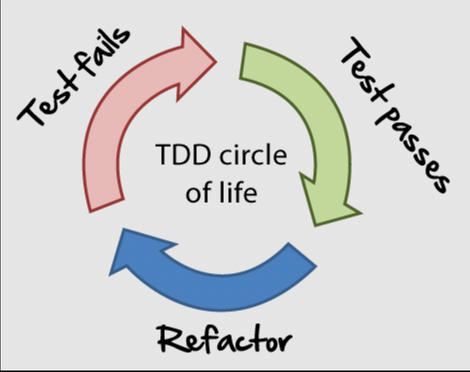 Test fails
Test passes
TDD circle
of life
Refactor